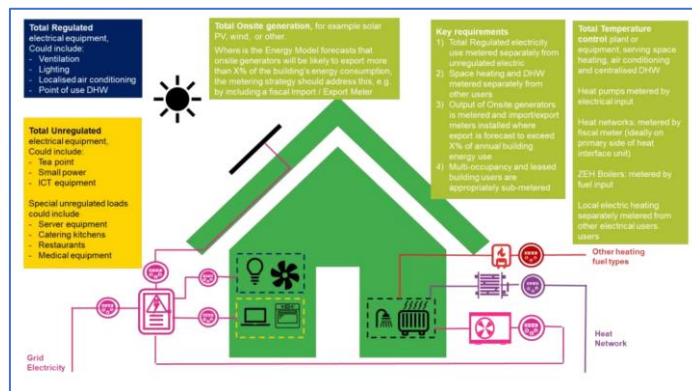 Total Regulated
electrical equipment,
Could include:
- Ventilation
- Lighting
- Localised air conditioning
- Point of use DHW
Total Unregulated
electrical equipment,
Could include:
- Tea point
- Small power
- ICT equipment
Special unregulated loads
could include
- Server equipment
- Catering kitchens
- Restaurants
- Medical equipment
Total Onsite generation, for example solar
PV, wind, or other.
Where is the Energy Model forecasts that
onsite generators will be likely to export more
than X% of the building's energy consumption,
the metering strategy should address this, e.g.
by including a fiscal Import / Export Meter
Key requirements
1) Total Regulated electricity
use metered separately from
unregulated electric
2) Space heating and DHW
metered separately from
other users
3) Output of Onsite generators
is metered and import/export
meters installed where
export is forecast to exceed
X% of annual building
energy use
4) Multi-occupancy and leased
building users are
appropriately sub-metered
Total Temperature
control plant or
equipment, serving space
heating, air conditioning
and centralised DHW
Heat pumps metered by
electrical input
Heat networks: metered by
fiscal meter (ideally on
primary side of heat
interface unit)
ZEH Boilers: metered by
fuel input
Local electric heating
separately metered from
other electrical users.
users
Other heating
fuel types
Grid
Electricity
Heat
Network